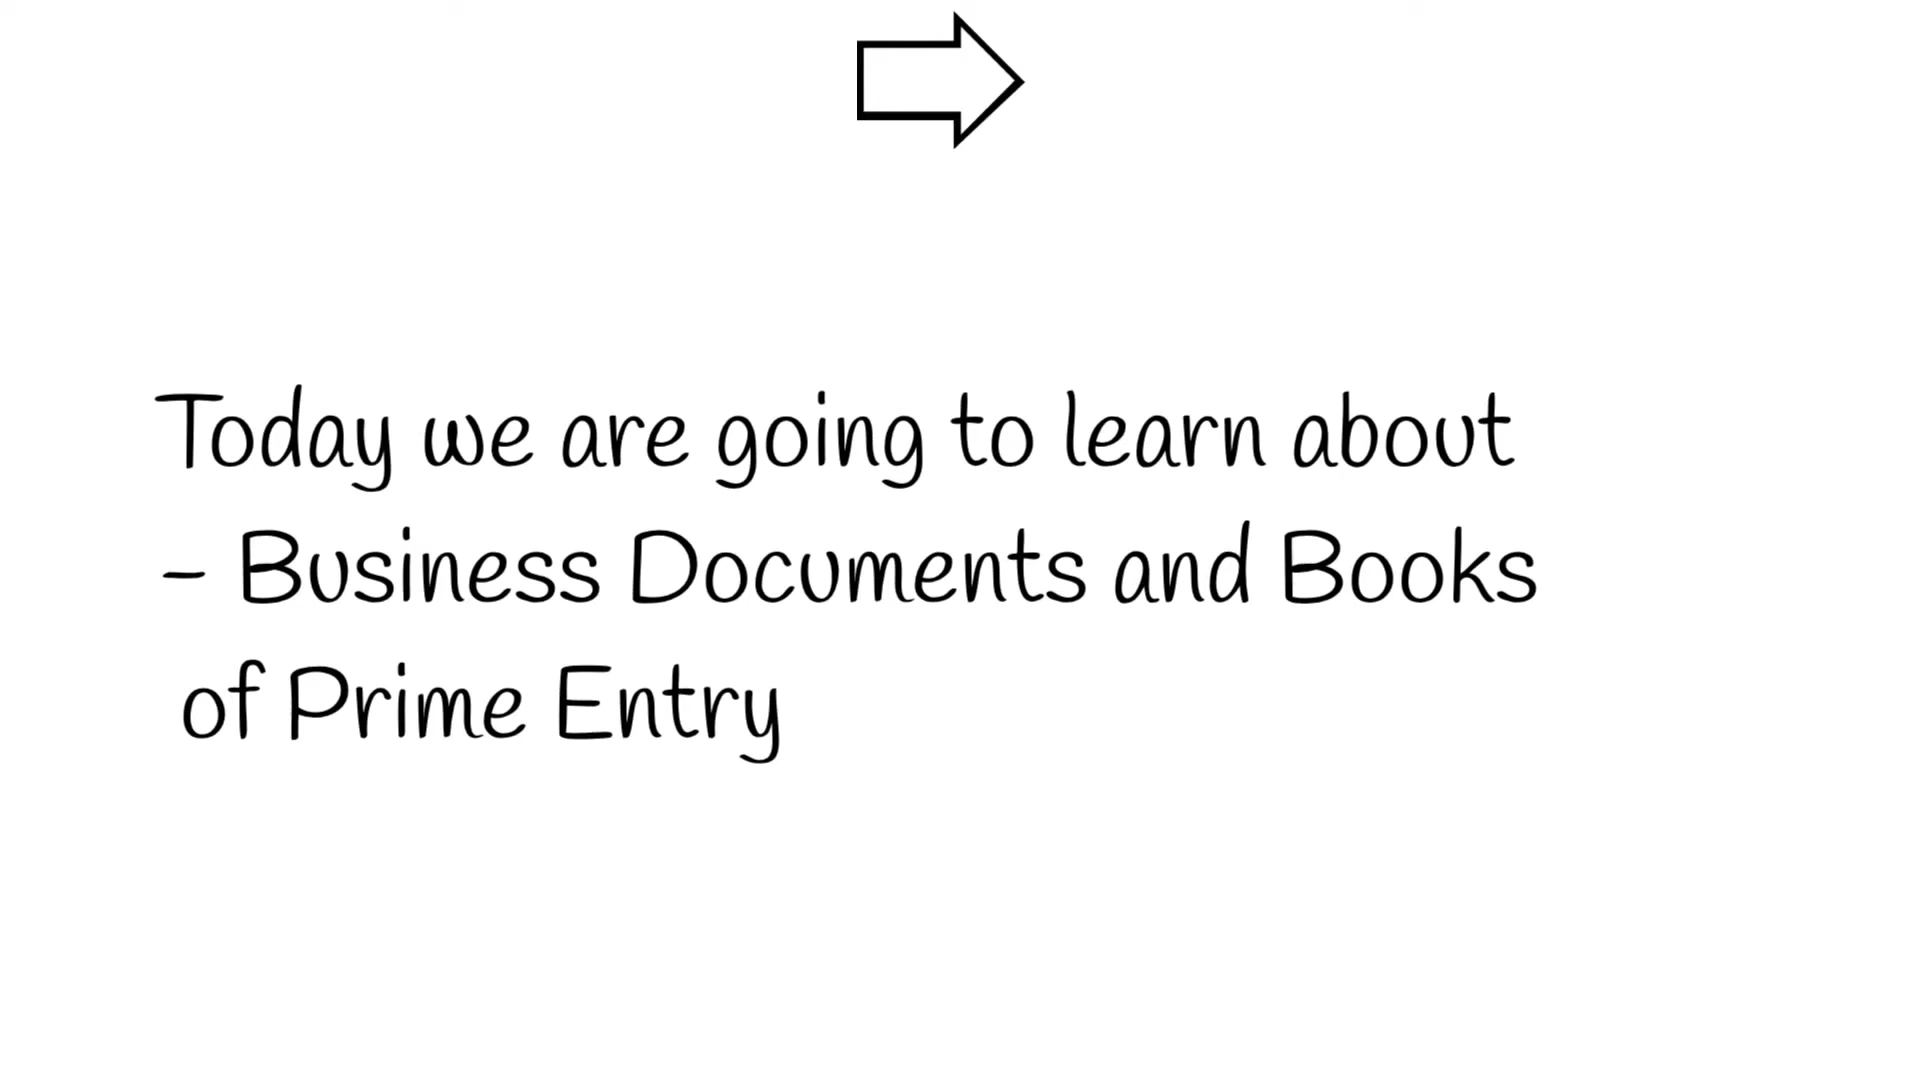 Today we are going to learn about
- Business Documents and Books
of Prime Entry